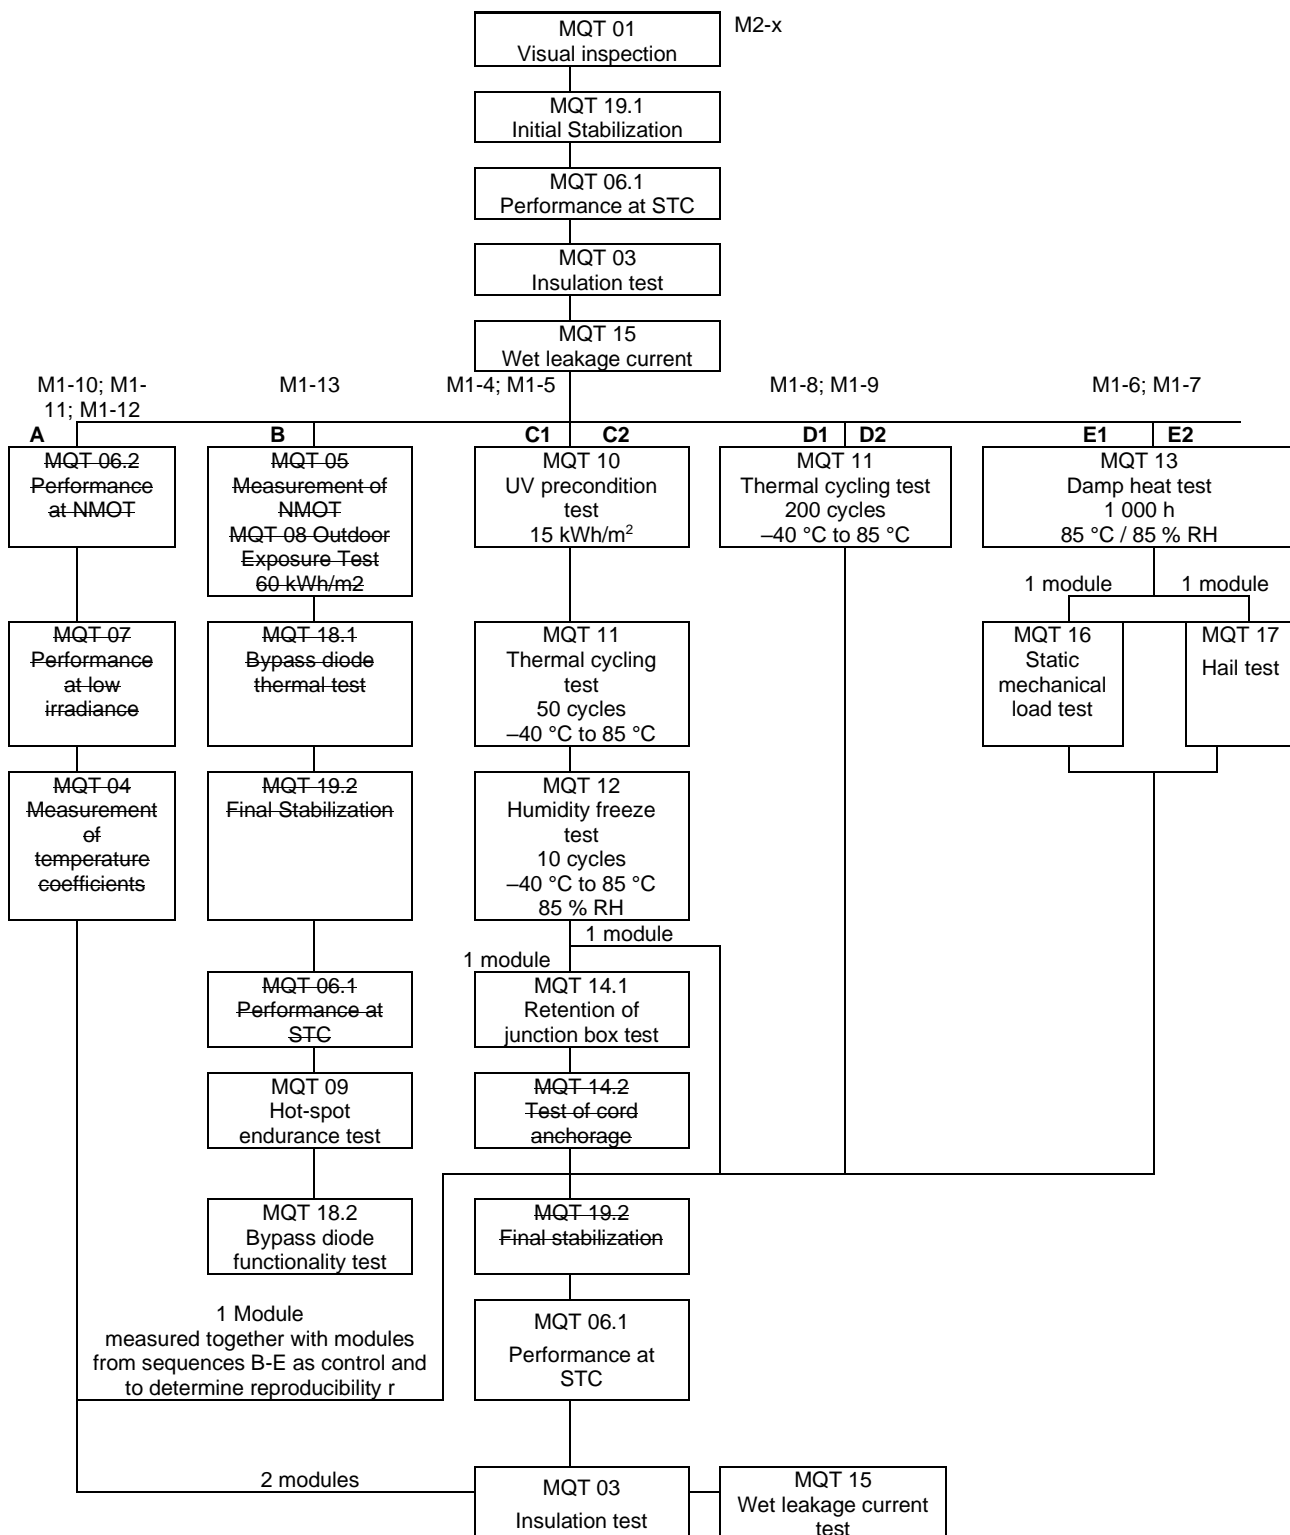 MQT 01
Visual inspection
M2-x
MQT 19.1
Initial Stabilization
MQT 06.1
Performance at STC
MQT 03
Insulation test
MQT 15
Wet leakage current
M1-10; M1-
11; M1-12
M1-13
M1-4; M1-5
M1-8; M1-9
M1-6; M1-7
A
B
C1
C2
D1
D2
E1
E2
MQT 06.2
Performance
at NMOT
MQT 05
Measurement of
NMOT
MQT 08 Outdoor
Exposure Test
60 kWh/m2
MQT 10
UV precondition
test
15 kWh/m²
MQT 11
Thermal cycling test
200 cycles
–40 °C to 85 °C
MQT 13
Damp heat test
1 000 h
85 °C / 85 % RH
1 module
1 module
MQT 07
Performance
at low
irradiance
MQT 18.1
Bypass diode
thermal test
MQT 11
Thermal cycling
test
50 cycles
–40 °C to 85 °C
MQT 16
Static
mechanical
load test
MQT 17
Hail test
MQT 04
Measurement
of
temperature
coefficients
MQT 19.2
Final Stabilization
MQT 12
Humidity freeze
test
10 cycles
–40 °C to 85 °C
85 % RH
1 module
1 module
MQT 06.1
Performance at
STC
MQT 14.1
Retention of
junction box test
MQT 09
Hot-spot
endurance test
MQT 14.2
Test of cord
anchorage
MQT 18.2
Bypass diode
functionality test
MQT 19.2
Final stabilization
1 Module
measured together with modules
from sequences B-E as control and
to determine reproducibility r
MQT 06.1
Performance at
STC
2 modules
MQT 03
Insulation test
MQT 15
Wet leakage current
test